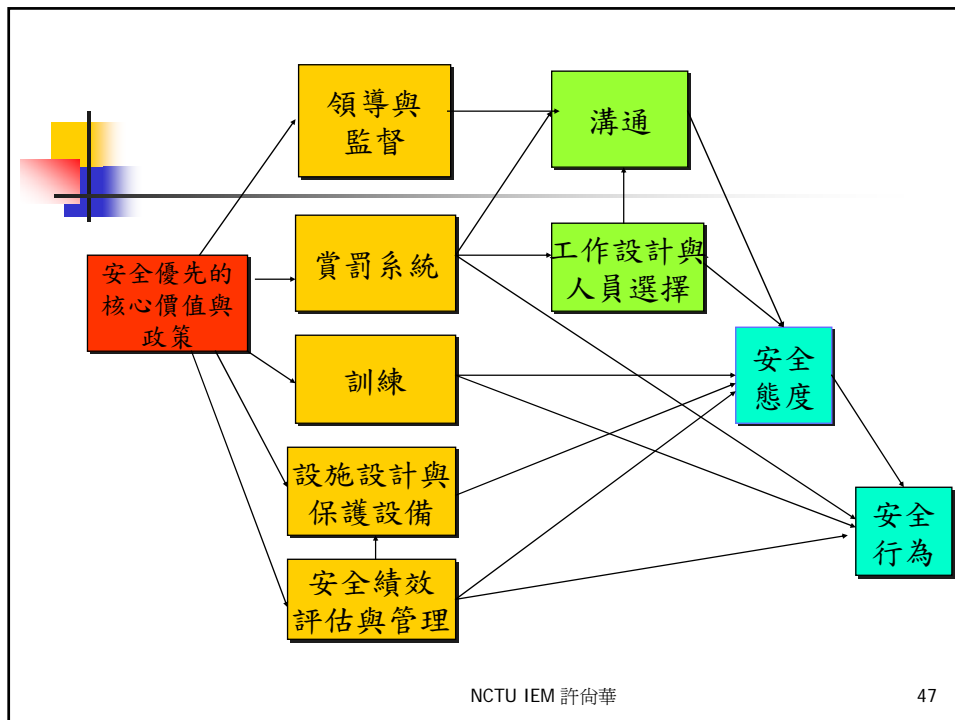 領導與
監督
溝通
賞罰系統
工作設計與
人員選擇
安全優先的
核心價值與
政策
訓練
安全
態度
設施設計與
保護設備
安全
行為
安全績效
評估與管理
NCTU IEM 許尚華
47